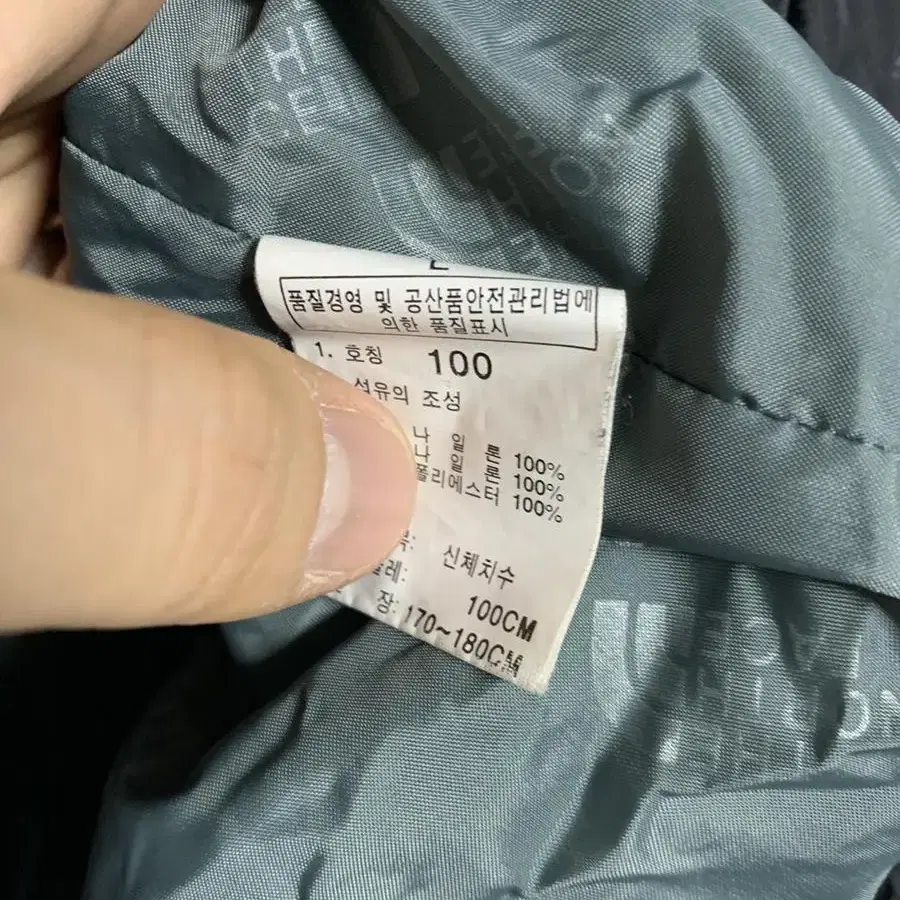 품질경영 및 공산품안전관리법에
의한 품질표시
1. 호칭 100
섬유의 조성
나 일 론 100%
나 일 론 100%
폴리에스터 100%
신체치수
100CM
장: 170~180CM